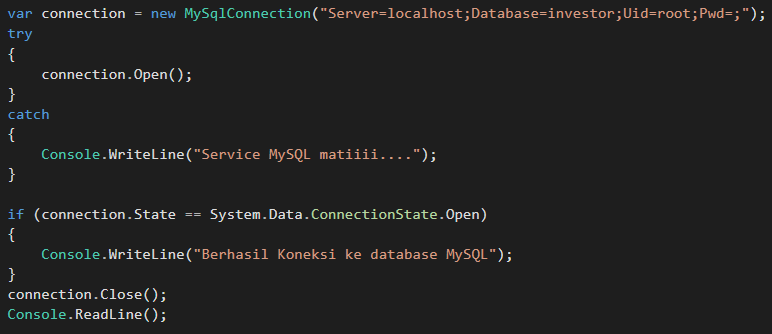 var connection = new MySqlConnection("Server=localhost;Database=investor;Uid=root;Pwd=;");
try
{
    connection.Open();
}
catch
{
    Console.WriteLine("Service MySQL matiiii....");
}

if (connection.State == System.Data.ConnectionState.Open)
{
    Console.WriteLine("Berhasil Koneksi ke database MySQL");
}
connection.Close();
Console.ReadLine();